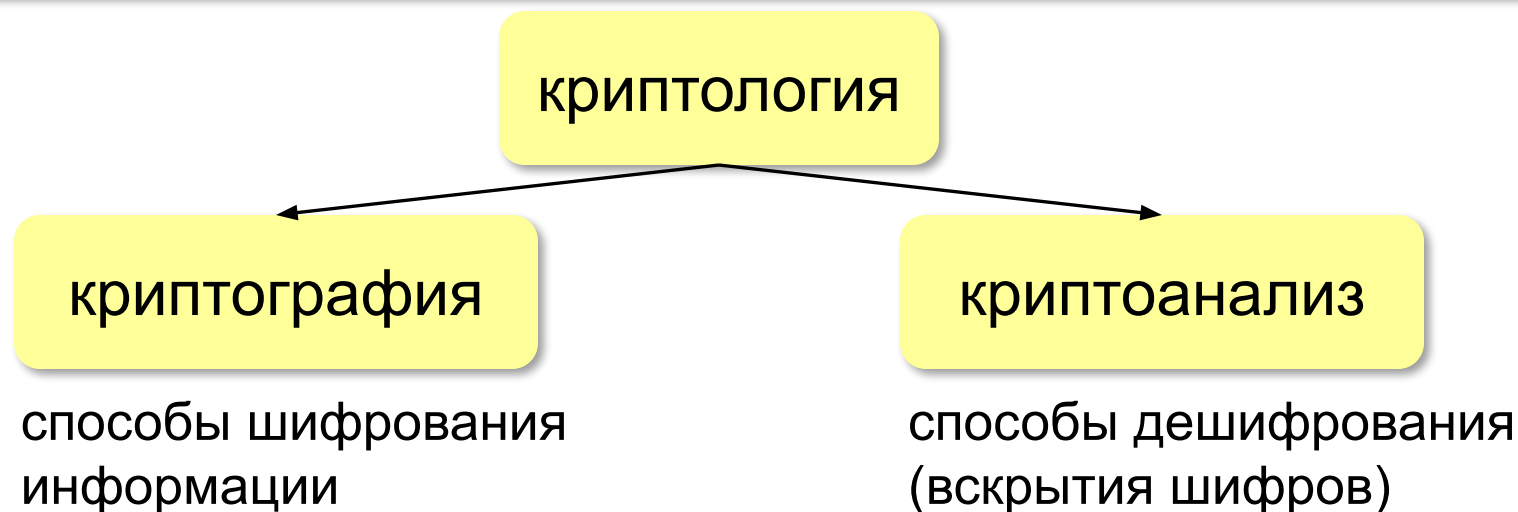 криптология
криптография
криптоанализ
способы шифрования
информации
способы дешифрования
(вскрытия шифров)